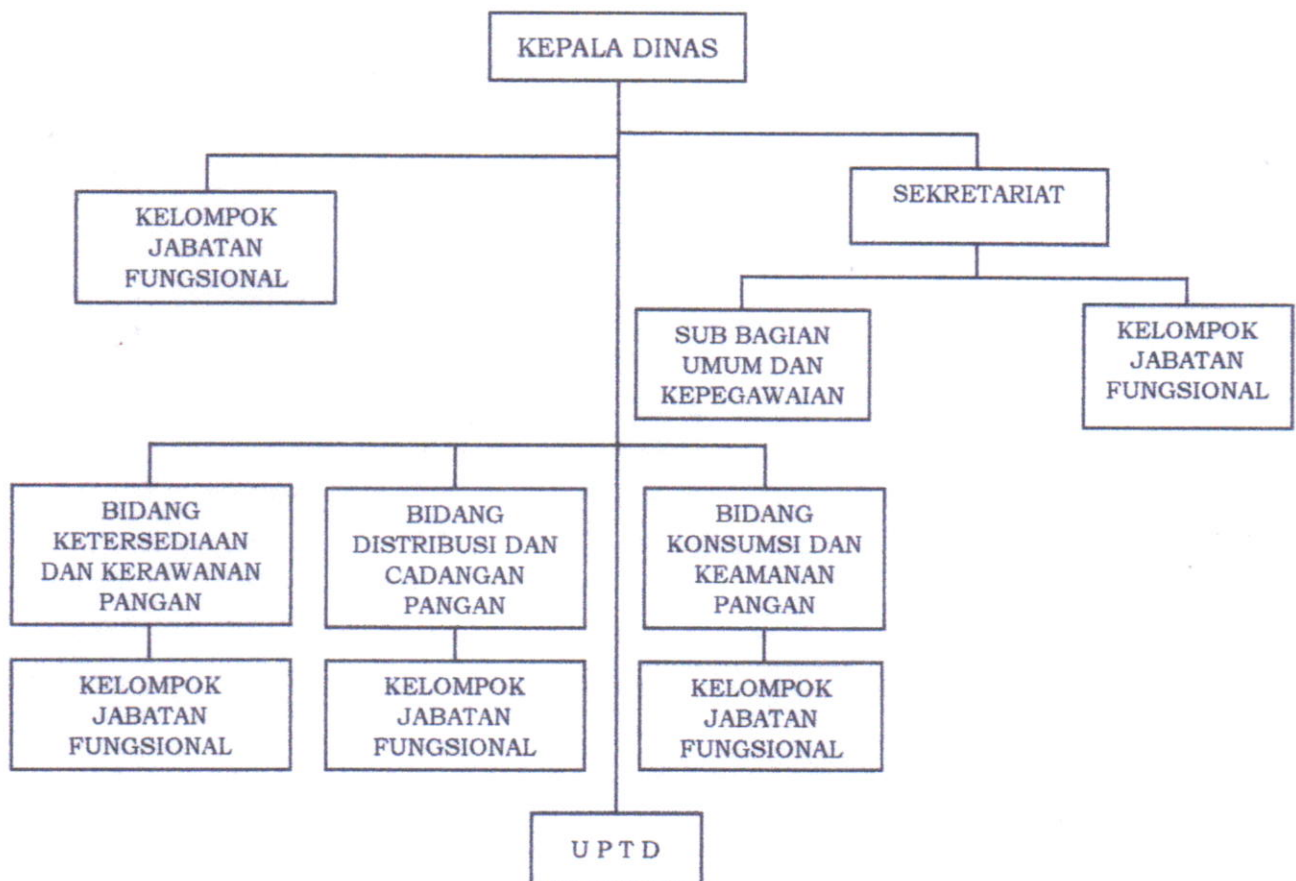 KEPALA DINAS
KELOMPOK
JABATAN
FUNGSIONAL
SEKRETARIAT
SUB BAGIAN
UMUM DAN
KEPEGAWAIAN
KELOMPOK
JABATAN
FUNGSIONAL
BIDANG
KETERSEDIAAN
DAN KERAWANAN
PANGAN
BIDANG
DISTRIBUSI DAN
CADANGAN
PANGAN
BIDANG
KONSUMSI DAN
KEAMANAN
PANGAN
KELOMPOK
JABATAN
FUNGSIONAL
KELOMPOK
JABATAN
FUNGSIONAL
KELOMPOK
JABATAN
FUNGSIONAL
U P T D